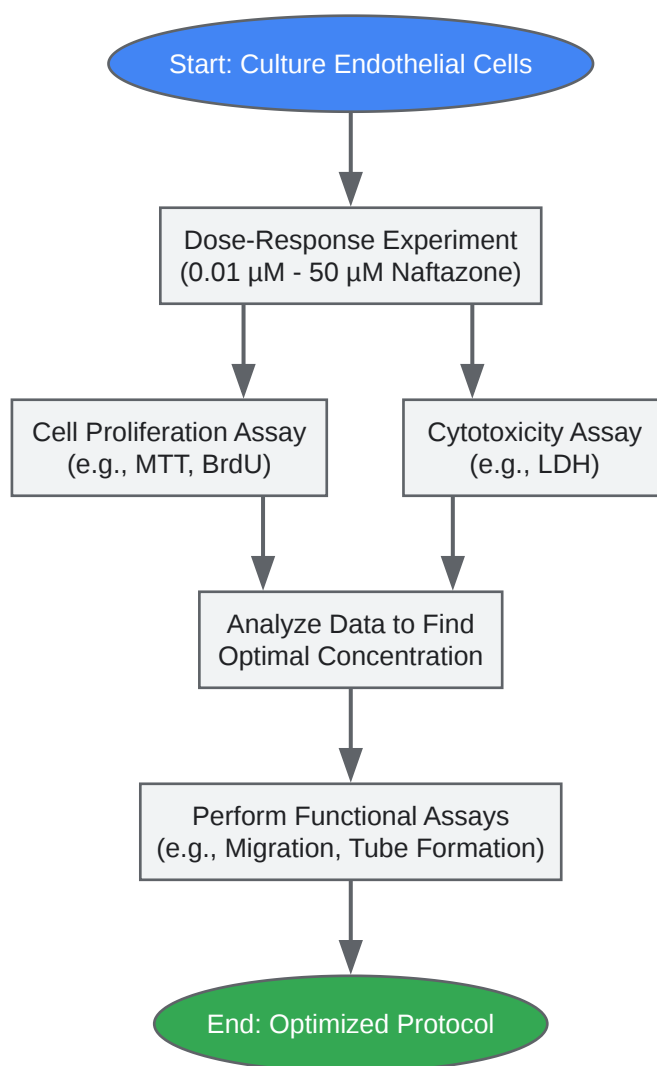 Start: Culture Endothelial Cells
Dose-Response Experiment
(0.01 µM - 50 µM Naftazone)
Cell Proliferation Assay
(e.g., MTT, BrdU)
Cytotoxicity Assay
(e.g., LDH)
Analyze Data to Find
Optimal Concentration
Perform Functional Assays
(e.g., Migration, Tube Formation)
End: Optimized Protocol